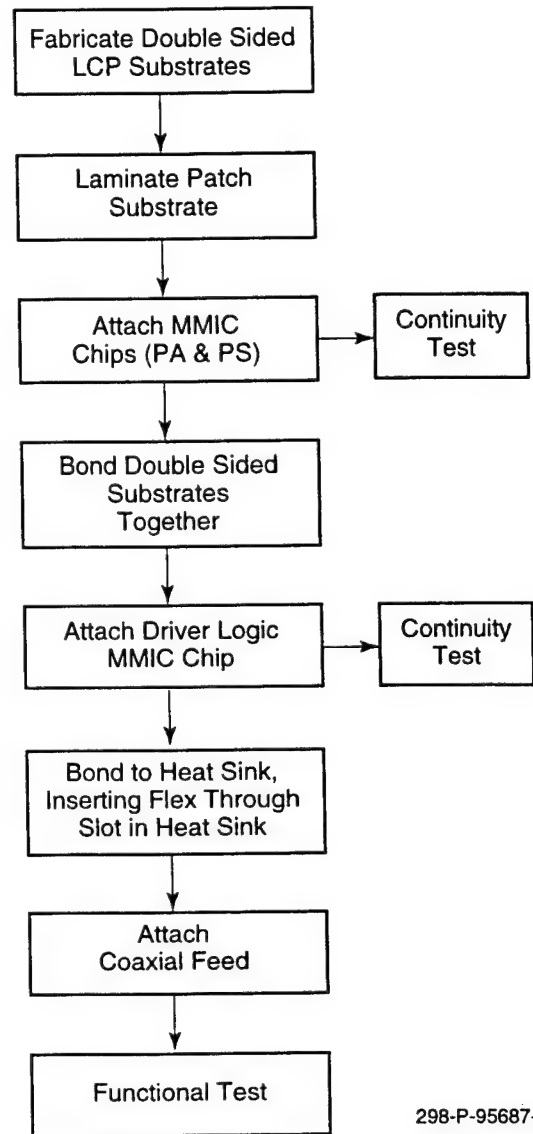 Fabricate Double Sided
LCP Substrates
Laminate Patch
Substrate
Attach MMIC
Chips (PA & PS)
Continuity
Test
Bond Double Sided
Substrates
Together
Attach Driver Logic
MMIC Chip
Continuity
Test
Bond to Heat Sink,
Inserting Flex Through
Slot in Heat Sink
Attach
Coaxial Feed
Functional Test
298-P-95687-